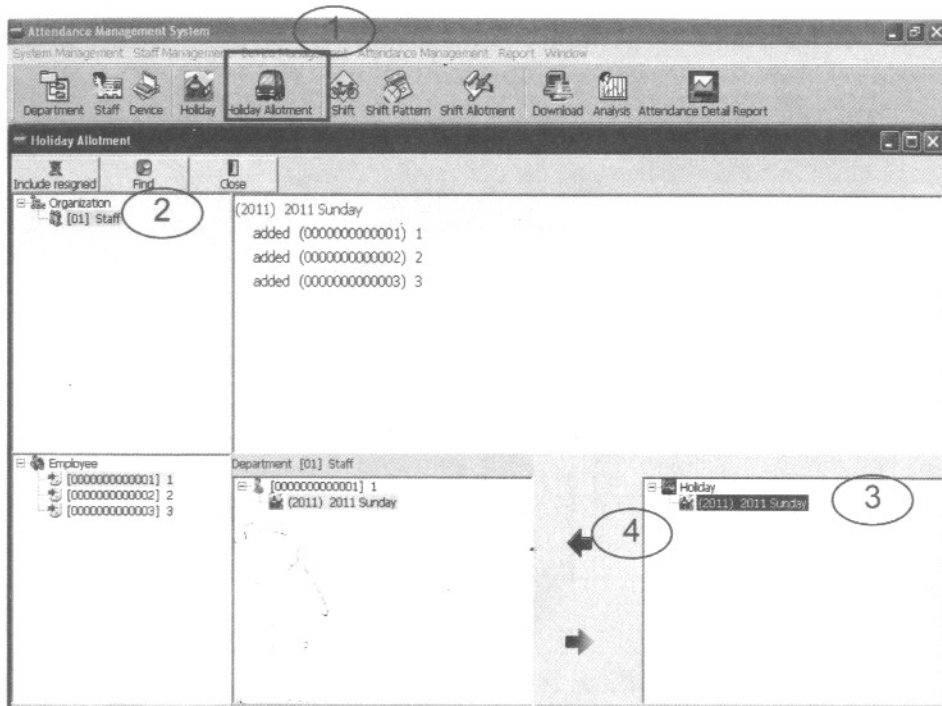 1
Attendance Management System
System Management Staff Management Device Management Attendance Management Report Window
Department Staff Device Holiday Holiday Allotment Shift Shift Pattern Shift Allotment Download Analysis Attendance Detail Report
Holiday Allotment
Include resigned Find Close
Organization
[01] Staff
2
(2011) 2011 Sunday
added (0000000000001) 1
added (0000000000002) 2
added (0000000000003) 3
Employee
[0000000000001] 1
[0000000000002] 2
[0000000000003] 3
Department [01] Staff
[0000000000001] 1
(2011) 2011 Sunday
4
Holiday
(2011) 2011 Sunday
3